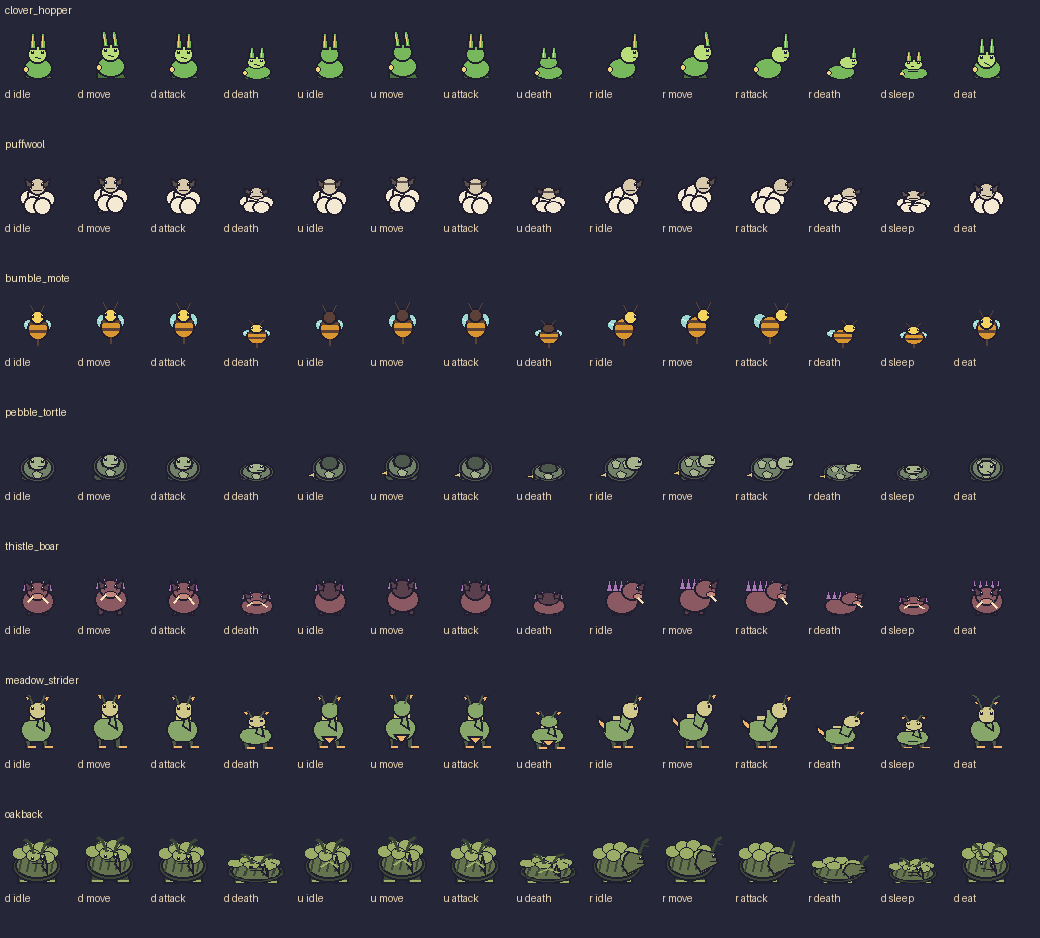 clover_hopper
d idle d move d attack d death u idle u move u attack u death r idle r move r attack r death d sleep d eat
puffwool
d idle d move d attack d death u idle u move u attack u death r idle r move r attack r death d sleep d eat
bumble_mote
d idle d move d attack d death u idle u move u attack u death r idle r move r attack r death d sleep d eat
pebble_tortle
d idle d move d attack d death u idle u move u attack u death r idle r move r attack r death d sleep d eat
thistle_boar
d idle d move d attack d death u idle u move u attack u death r idle r move r attack r death d sleep d eat
meadow_strider
d idle d move d attack d death u idle u move u attack u death r idle r move r attack r death d sleep d eat
oakback
d idle d move d attack d death u idle u move u attack u death r idle r move r attack r death d sleep d eat